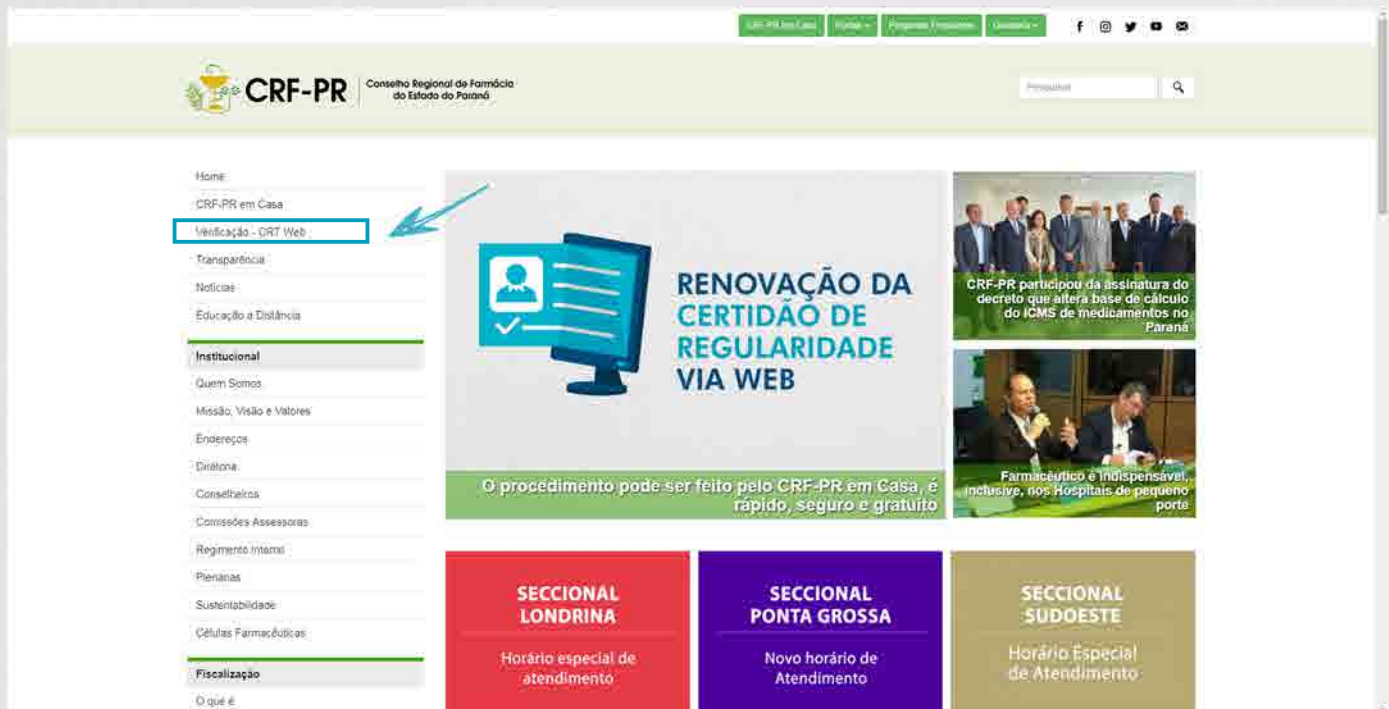 CRF-PR em Casa
Portais
Perguntas Frequentes
Ouvidoria
CRF-PR
Conselho Regional de Farmácia
do Estado do Paraná
Pesquisar
Home
CRF-PR em Casa
Verificação - CRT Web
Transparência
Notícias
Educação a Distância
Institucional
Quem Somos
Missão, Visão e Valores
Endereços
Diretoria
Conselheiros
Comissões Assessoras
Regimento Interno
Plenárias
Sustentabilidade
Células Farmacêuticas
Fiscalização
O que é
RENOVAÇÃO DA
CERTIDÃO DE
REGULARIDADE
VIA WEB
O procedimento pode ser feito pelo CRF-PR em Casa, é
rápido, seguro e gratuito
CRF-PR participou da assinatura do
decreto que altera base de cálculo
do ICMS de medicamentos no
Paraná
Farmacêutico é indispensável,
inclusive, nos Hospitais de pequeno
porte
SECCIONAL
LONDRINA
Horário especial de
atendimento
SECCIONAL
PONTA GROSSA
Novo horário de
Atendimento
SECCIONAL
SUDOESTE
Horário Especial
de Atendimento